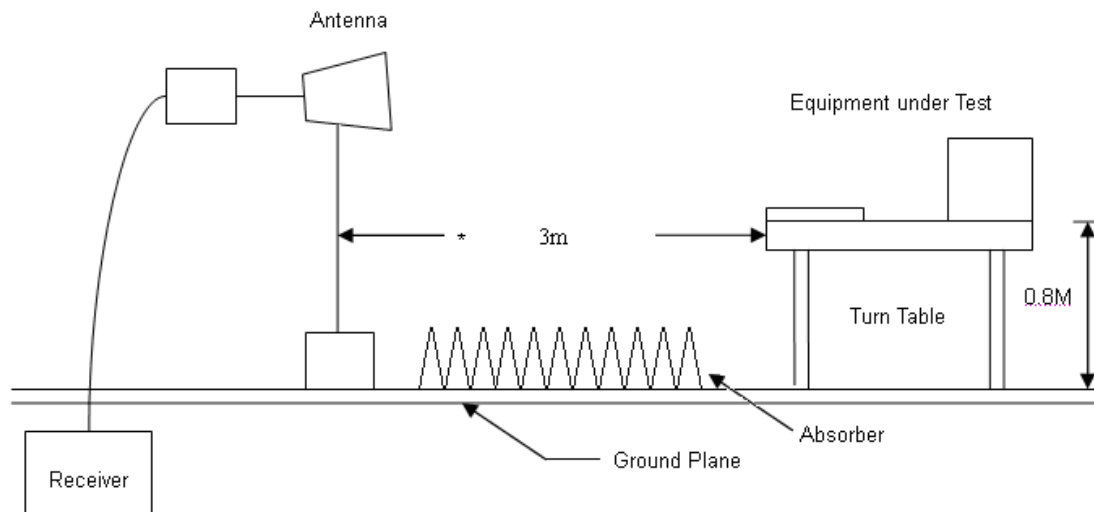 Antenna
Equipment under Test
* 3m
0.8M
Turn Table
Absorber
Ground Plane
Receiver